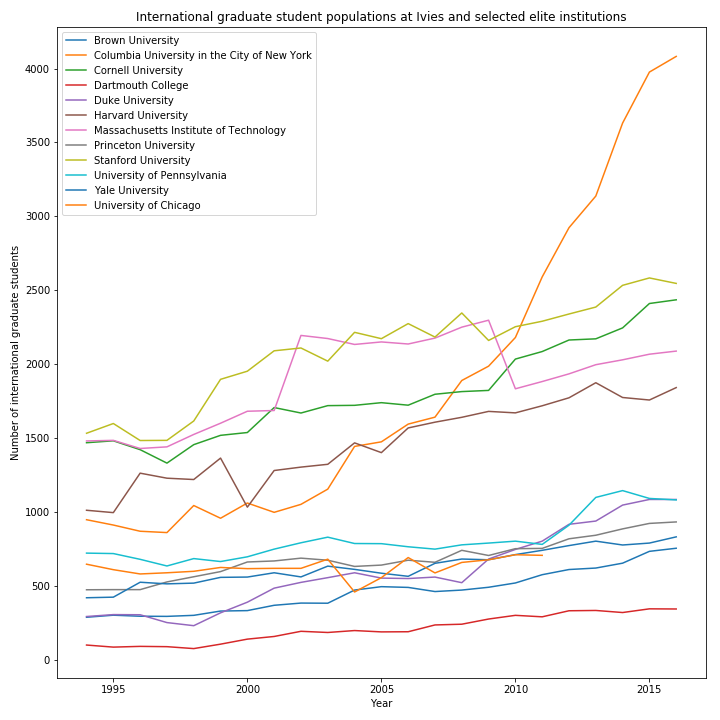 International graduate student populations at Ivies and selected elite institutions
Brown University
Columbia University in the City of New York
Cornell University
Dartmouth College
Duke University
Harvard University
Massachusetts Institute of Technology
Princeton University
Stanford University
University of Pennsylvania
Yale University
University of Chicago
Number of international graduate students
4000
3500
3000
2500
2000
1500
1000
500
0
1995
2000
2005
2010
2015
Year